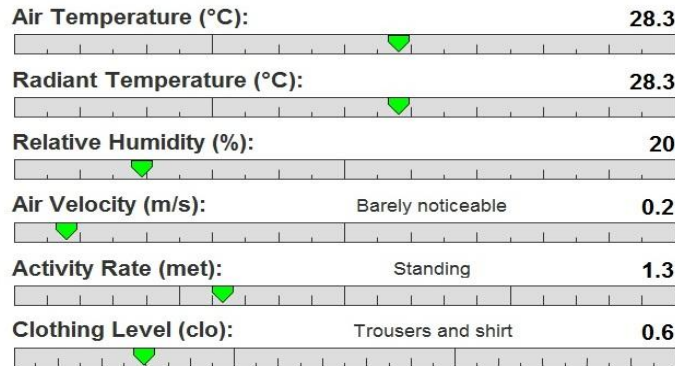 Air Temperature (°C): 28.3
Radiant Temperature (°C): 28.3
Relative Humidity (%): 20
Air Velocity (m/s): Barely noticeable 0.2
Activity Rate (met): Standing 1.3
Clothing Level (clo): Trousers and shirt 0.6